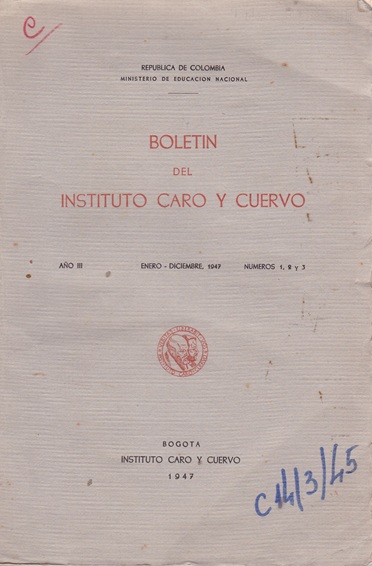 C/
REPUBLICA DE COLOMBIA
MINISTERIO DE EDUCACION NACIONAL
BOLETIN
DEL
INSTITUTO CARO Y CUERVO
AÑO III ENERO - DICIEMBRE, 1947 NUMEROS 1, 2 y 3
BOGOTA
INSTITUTO CARO Y CUERVO
1947
C14/3/45